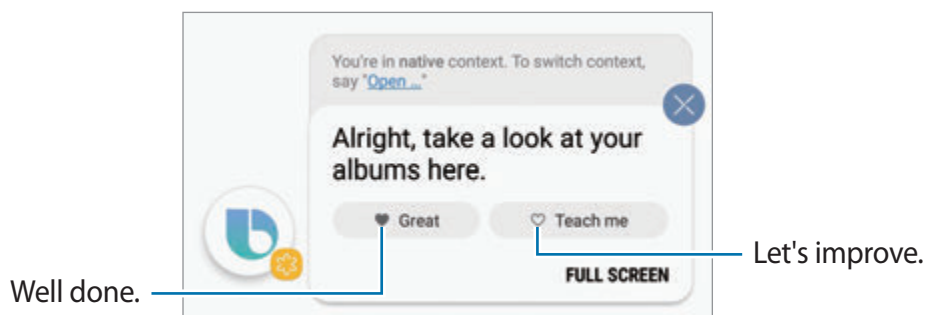 You're in native context. To switch context,
say "Open ..."
Alright, take a look at your
albums here.
Great
Teach me
Let's improve.
FULL SCREEN
Well done.